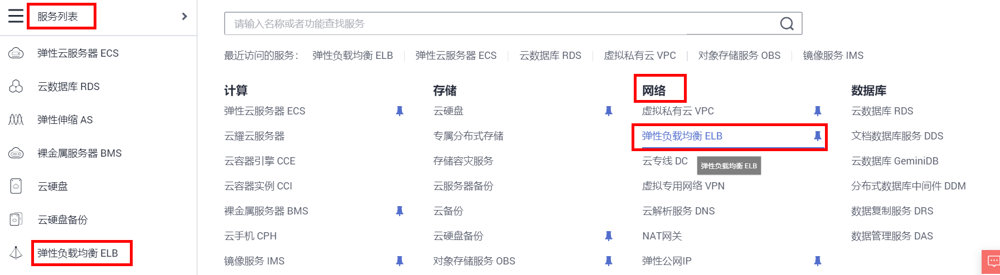 服务列表
弹性云服务器 ECS
云数据库 RDS
弹性伸缩 AS
裸金属服务器 BMS
云硬盘
云硬盘备份
弹性负载均衡 ELB
请输入名称或者功能查找服务
最近访问的服务： 弹性负载均衡 ELB 弹性云服务器 ECS 云数据库 RDS 虚拟私有云 VPC 对象存储服务 OBS 镜像服务 IMS
计算
弹性云服务器 ECS
云耀云服务器
云容器引擎 CCE
云容器实例 CCI
裸金属服务器 BMS
云手机 CPH
镜像服务 IMS
存储
云硬盘
专属分布式存储
存储容灾服务
云服务器备份
云备份
云硬盘备份
对象存储服务 OBS
网络
虚拟私有云 VPC
弹性负载均衡 ELB
云专线 DC
弹性负载均衡 ELB
虚拟专用网络 VPN
云解析服务 DNS
NAT网关
弹性公网IP
数据库
云数据库 RDS
文档数据库服务 DDS
云数据库 GeminiDB
分布式数据库中间件 DDM
数据复制服务 DRS
数据管理服务 DAS